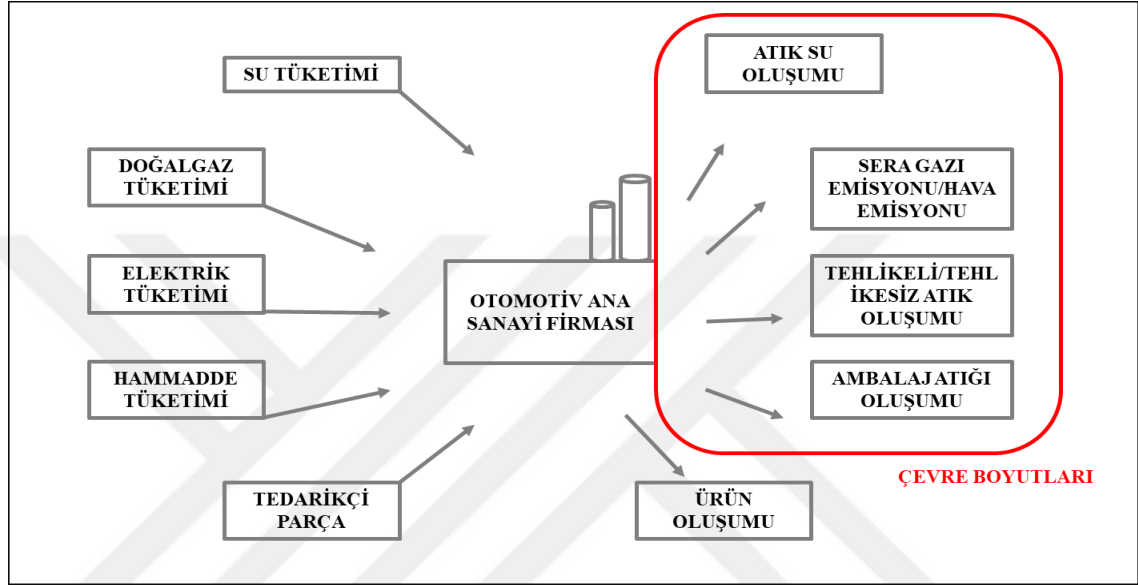 SU TÜKETİMİ
DOĞALGAZ
TÜKETİMİ
ELEKTRİK
TÜKETİMİ
HAMMADDE
TÜKETİMİ
TEDARİKÇİ
PARÇA
OTOMOTİV ANA
SANAYİ FİRMASI
ATIK SU
OLUŞUMU
SERA GAZI
EMİSYONU/HAVA
EMİSYONU
TEHLİKELİ/TEHL
İKESİZ ATIK
OLUŞUMU
AMBALAJ ATIĞI
OLUŞUMU
ÇEVRE BOYUTLARI
ÜRÜN
OLUŞUMU